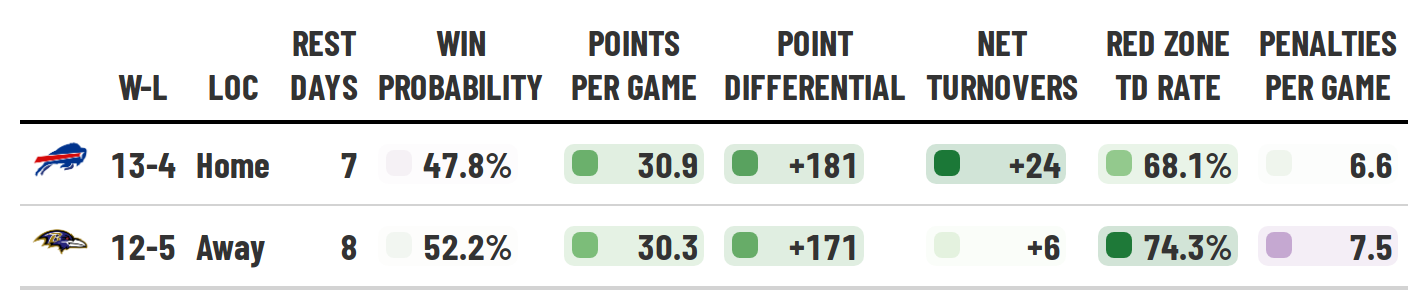 REST WIN POINTS POINT NET RED ZONE PENALTIES
W-L LOC DAYS PROBABILITY PER GAME DIFFERENTIAL TURNOVERS TD RATE PER GAME
13-4 Home 7 47.8% 30.9 +181 +24 68.1% 6.6
12-5 Away 8 52.2% 30.3 +171 +6 74.3% 7.5